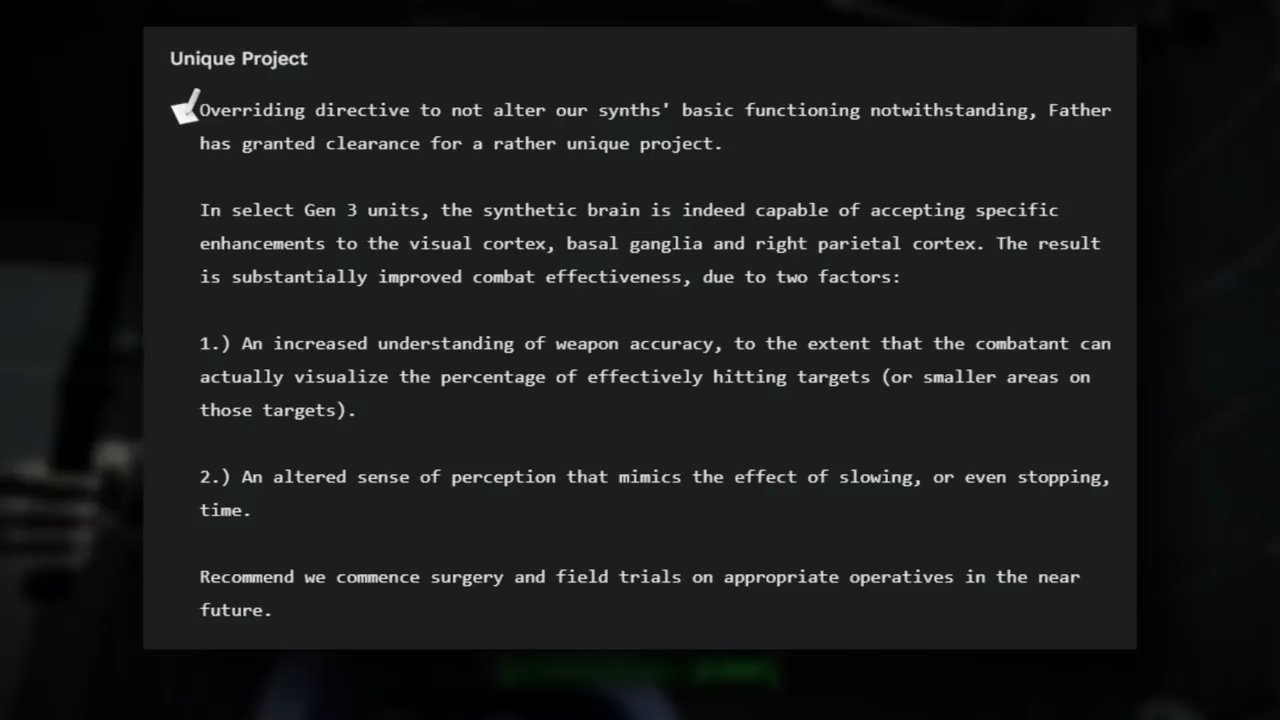 Unique Project
Overriding directive to not alter our synths' basic functioning notwithstanding, Father
has granted clearance for a rather unique project.
In select Gen 3 units, the synthetic brain is indeed capable of accepting specific
enhancements to the visual cortex, basal ganglia and right parietal cortex. The result
is substantially improved combat effectiveness, due to two factors:
1.) An increased understanding of weapon accuracy, to the extent that the combatant can
actually visualize the percentage of effectively hitting targets (or smaller areas on
those targets).
2.) An altered sense of perception that mimics the effect of slowing, or even stopping,
time.
Recommend we commence surgery and field trials on appropriate operatives in the near
future.